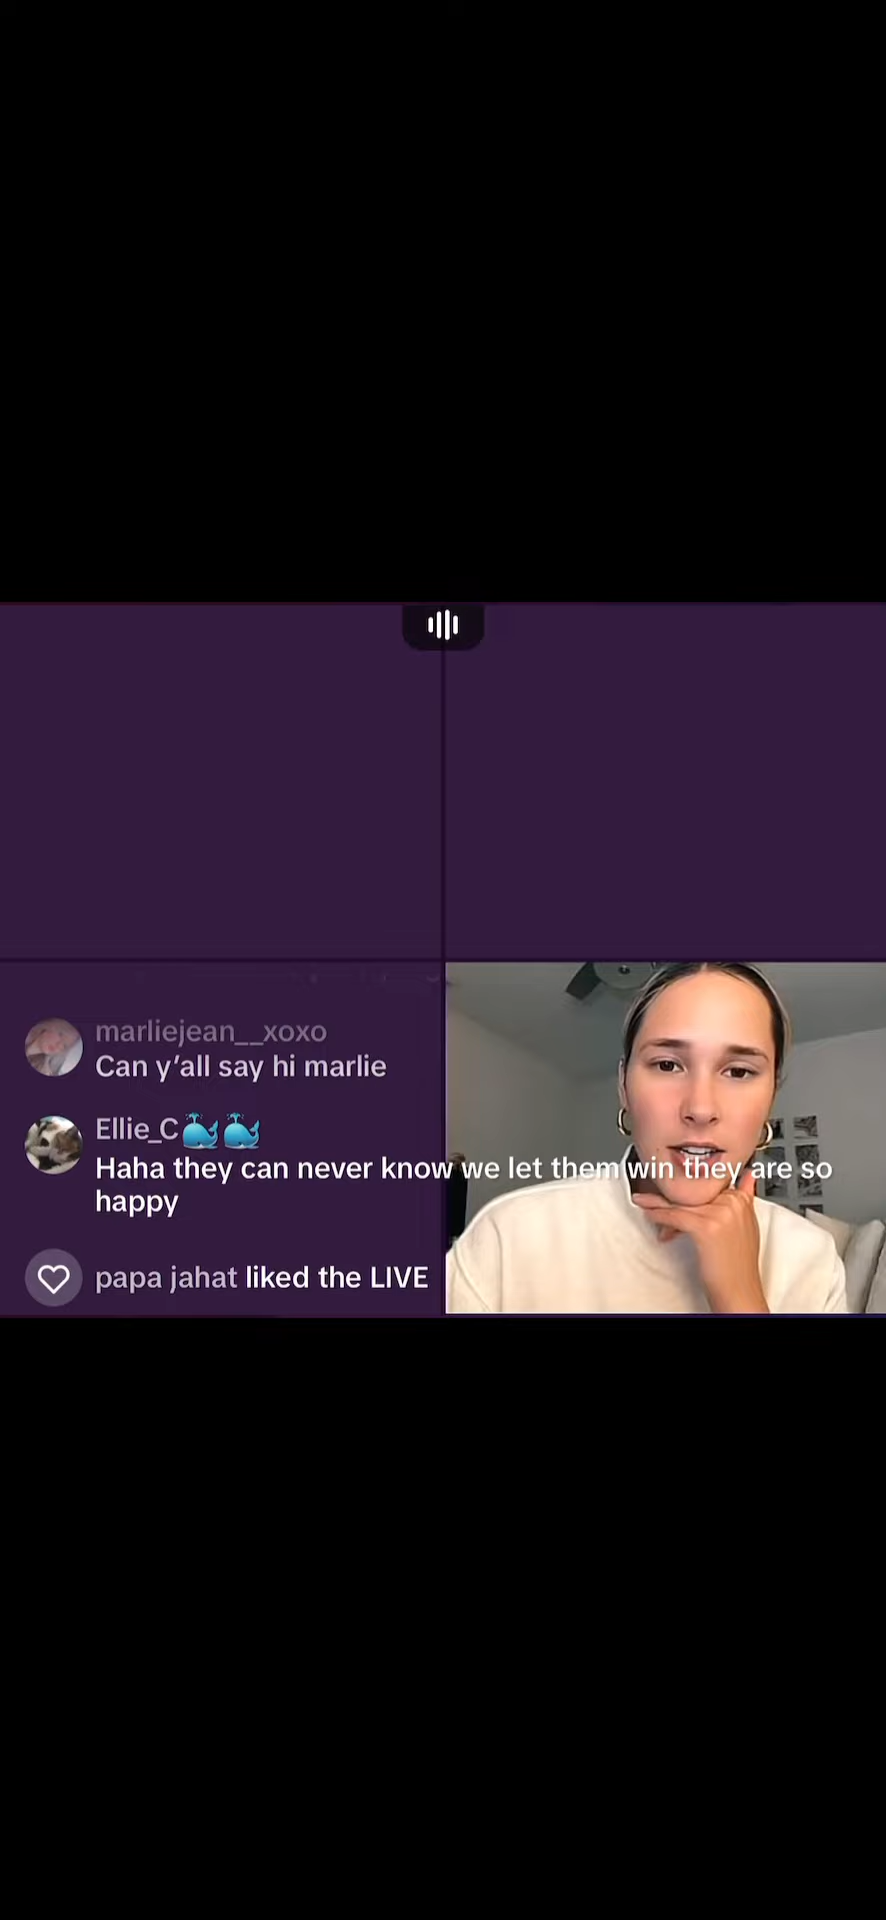 marliejean__xoxo
Can y’all say hi marlie
Ellie_C🐳🐳
Haha they can never know we let them win they are so
happy
papa jahat liked the LIVE